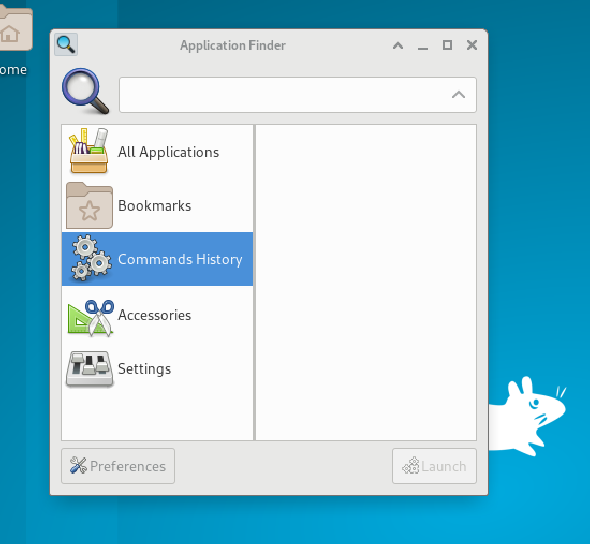 Application Finder
ome
All Applications
Bookmarks
Commands History
Accessories
Settings
Preferences
Launch